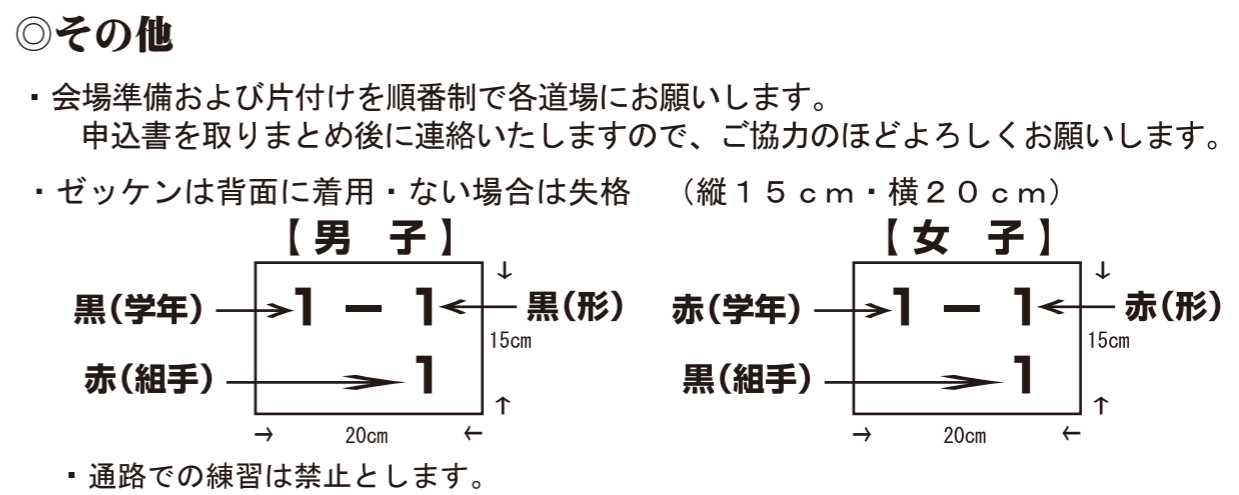 ◎その他
・会場準備および片付けを順番制で各道場にお願いします。
申込書を取りまとめ後に連絡いたしますので、ご協力のほどよろしくお願いします。
・ゼッケンは背面に着用・ない場合は失格　（縦１５ｃｍ・横２０ｃｍ）
【男　子】
黒(学年) → 1 － 1 ← 黒(形)
↓
15cm
赤(組手) → 1
↑
→ 20cm ←
【女　子】
赤(学年) → 1 － 1 ← 赤(形)
↓
15cm
黒(組手) → 1
↑
→ 20cm ←
・通路での練習は禁止とします。